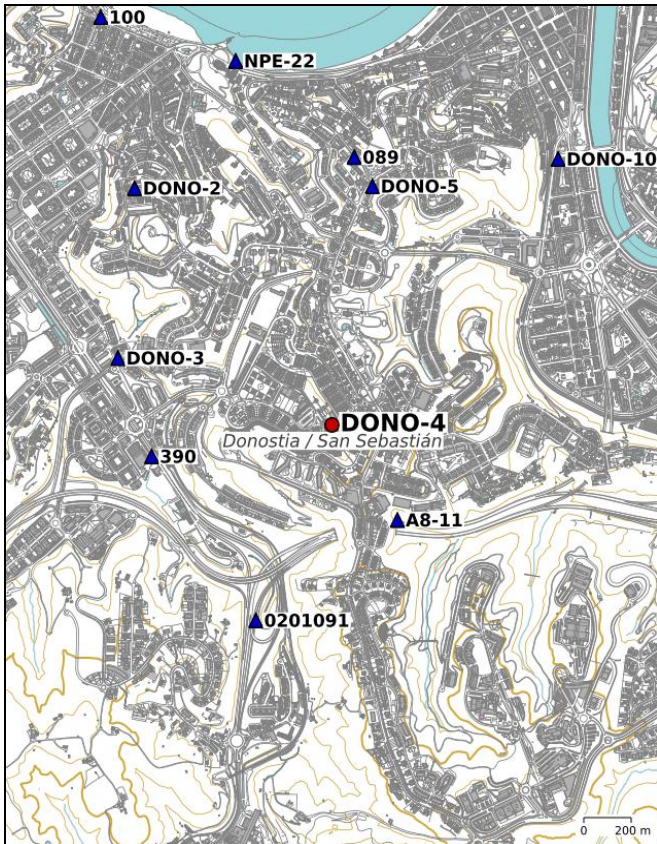 100
NPE-22
089
DONO-10
DONO-2
DONO-5
DONO-3
DONO-4
Donostia / San Sebastián
390
A8-11
0201091
0 200 m